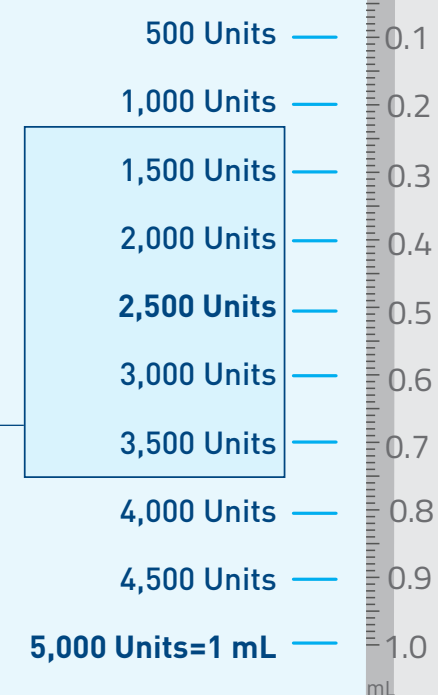 500 Units 0.1
1,000 Units 0.2
1,500 Units 0.3
2,000 Units 0.4
2,500 Units 0.5
3,000 Units 0.6
3,500 Units 0.7
4,000 Units 0.8
4,500 Units 0.9
5,000 Units=1 mL 1.0
mL